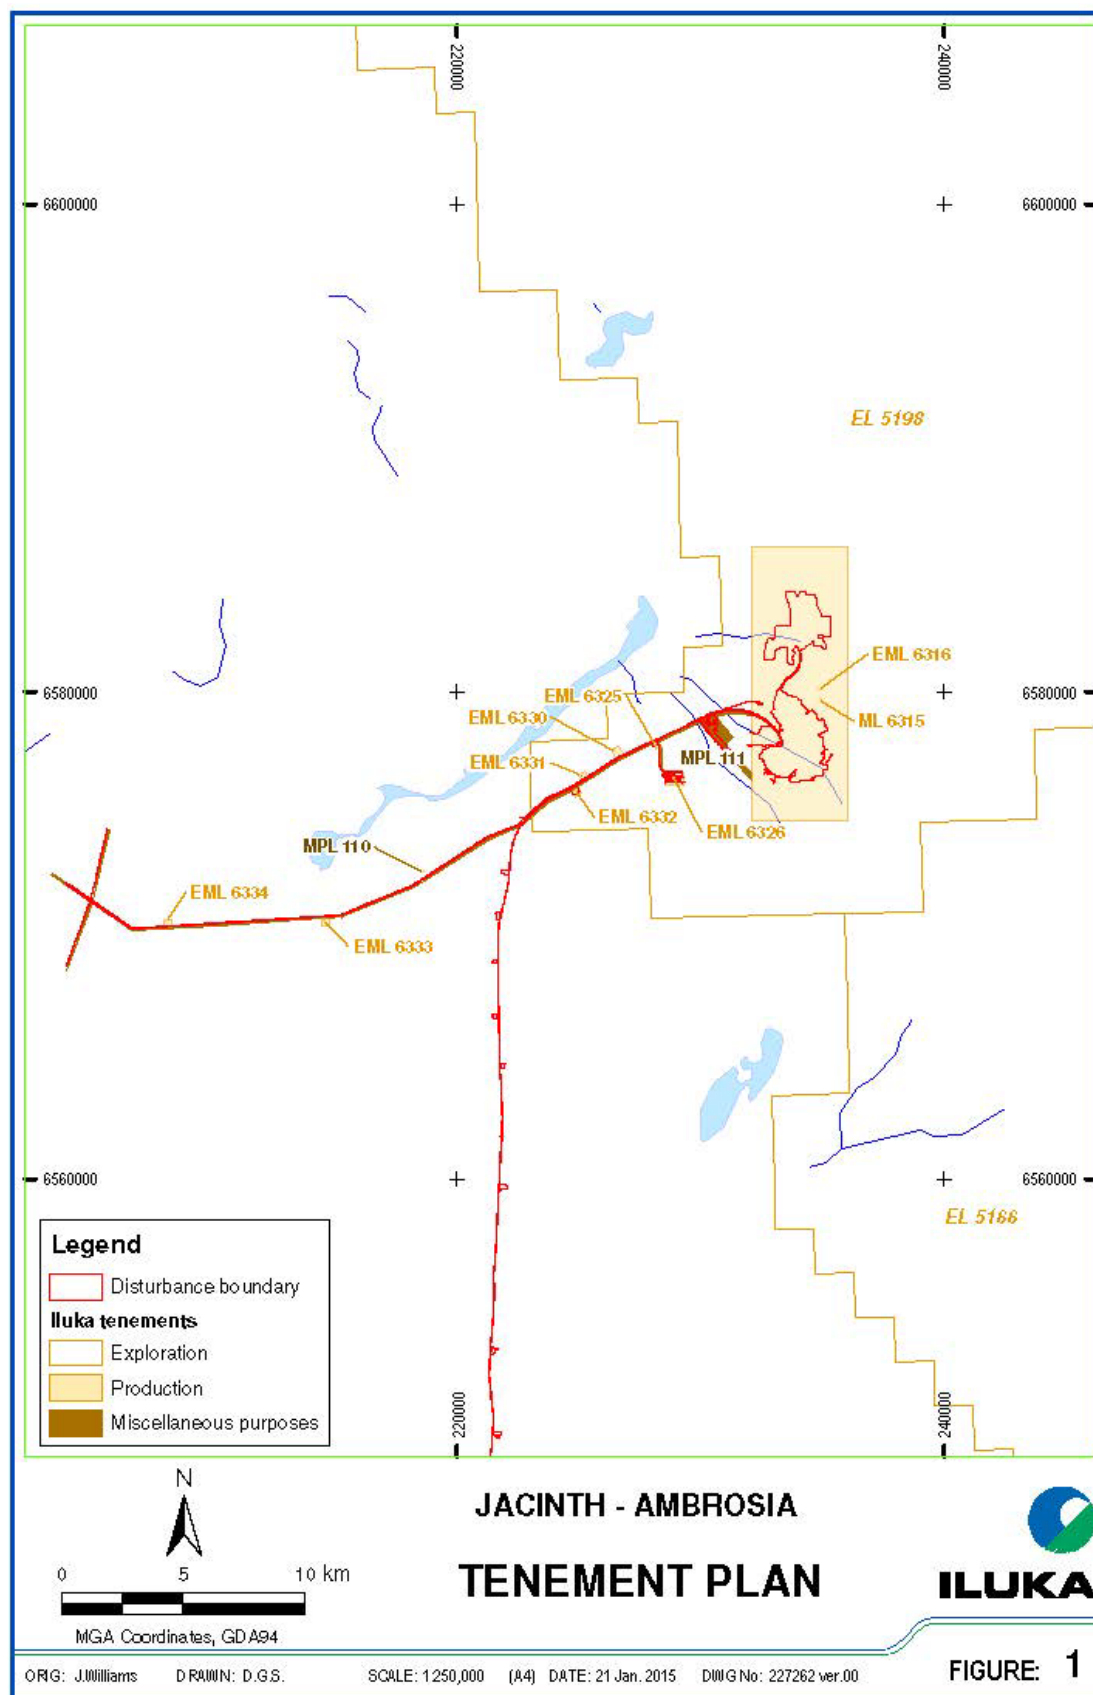 220000
240000
6600000
6600000
EL 5198
EML 6316
6580000
EML 6325
6580000
EML 6330
ML 6315
EML 6331
MPL 111
EML 6332
EML 6326
MPL 110
EML 6334
EML 6333
6560000
6560000
EL 5166
Legend
Disturbance boundary
Iluka tenements
Exploration
Production
Miscellaneous purposes
220000
240000
N
0 5 10 km
MGA Coordinates, GDA94
JACINTH - AMBROSIA
TENEMENT PLAN
ILUKA
ORIG: J.Williams DRAWN: D.G.S. SCALE: 1:250,000 (A4) DATE: 21 Jan. 2015 DWG No: 227262 ver.00
FIGURE: 1